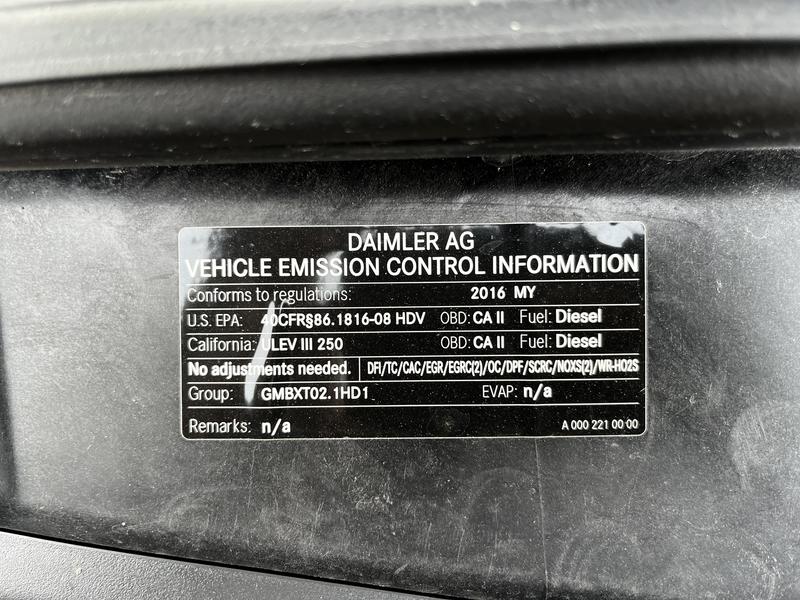 DAIMLER AG
VEHICLE EMISSION CONTROL INFORMATION
Conforms to regulations: 2016 MY
U.S. EPA: 40CFR§86.1816-08 HDV OBD: CA II Fuel: Diesel
California: ULEV III 250 OBD: CA II Fuel: Diesel
No adjustments needed. DFI/TC/CAC/EGR/EGRC(2)/OC/DPF/SCRC/NOXS(2)/WR-HO2S
Group: GMBXT02.1HD1 EVAP: n/a
Remarks: n/a A 000 221 00 00